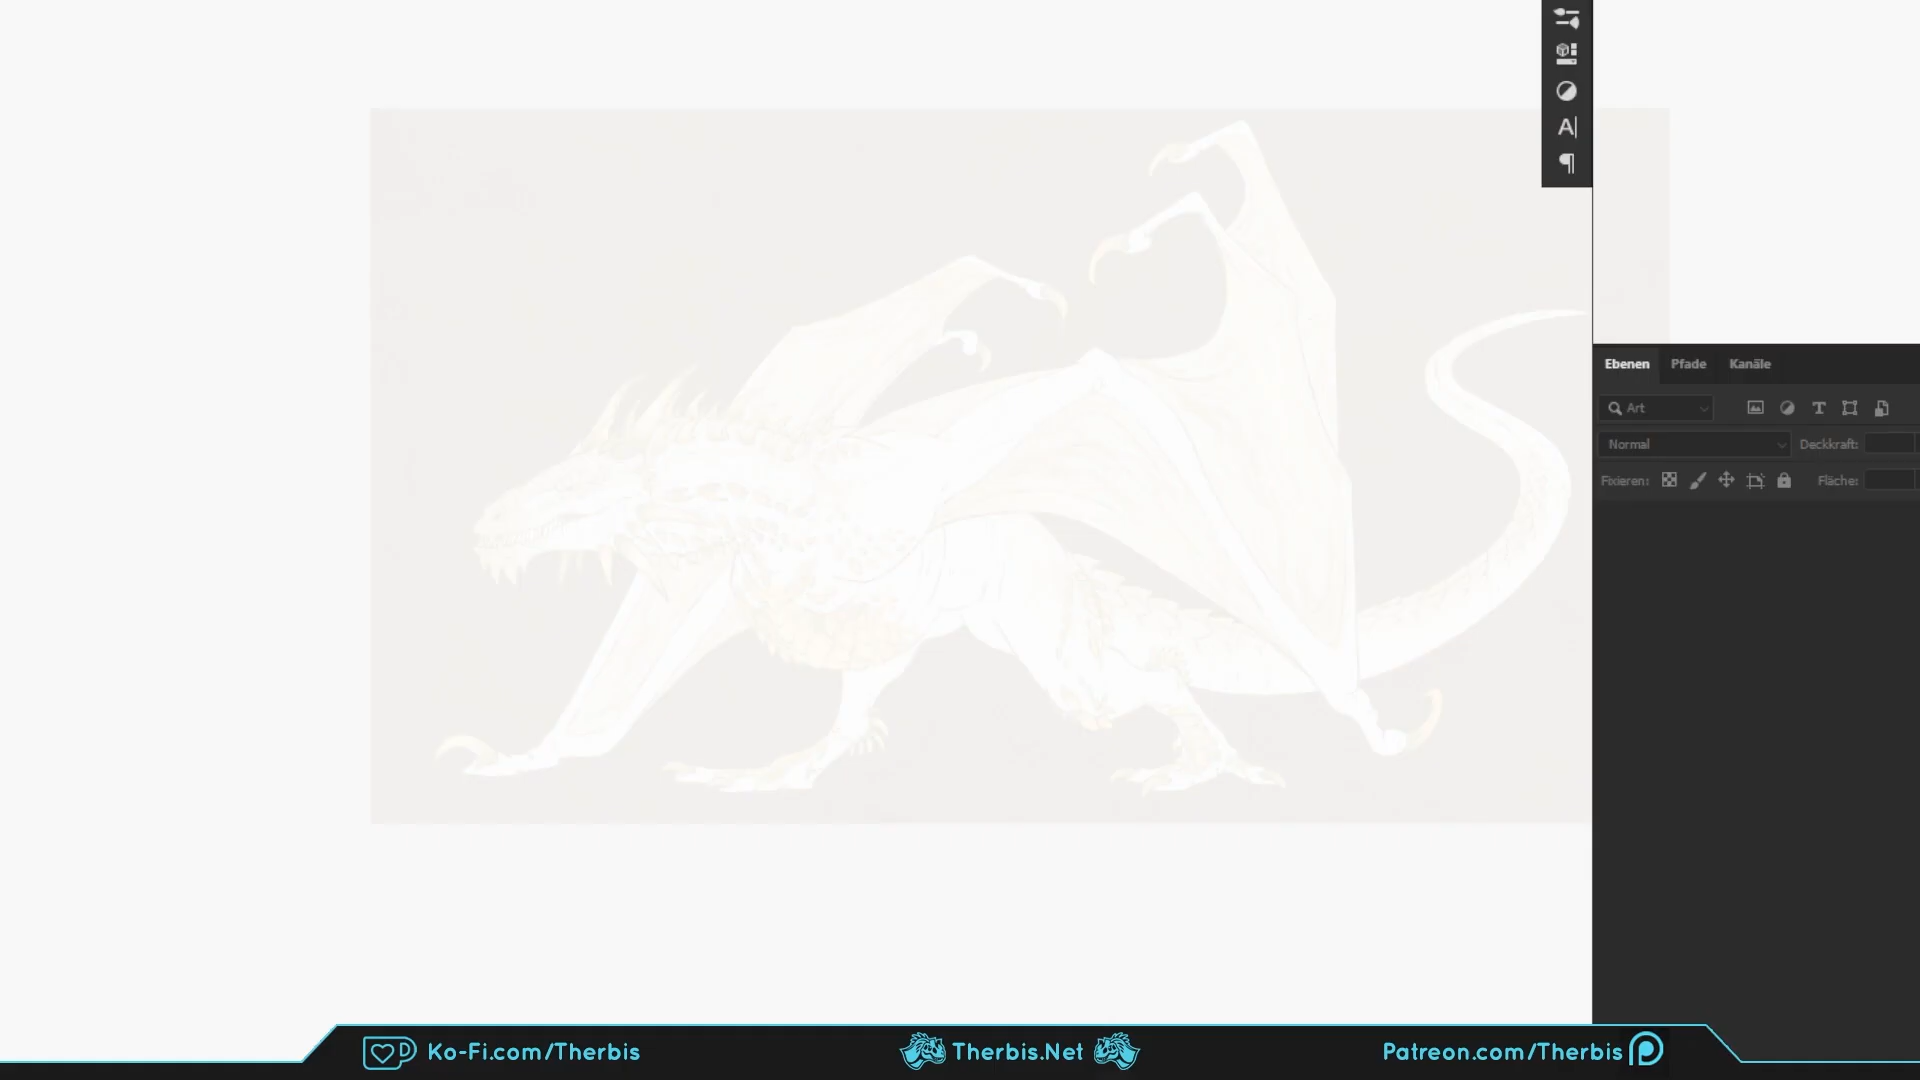 A
Ebenen Pfade Kanäle
Art
T
Normal Deckkraft:
Fixieren: Fläche:
Ko-Fi.com/Therbis Therbis.Net Patreon.com/Therbis